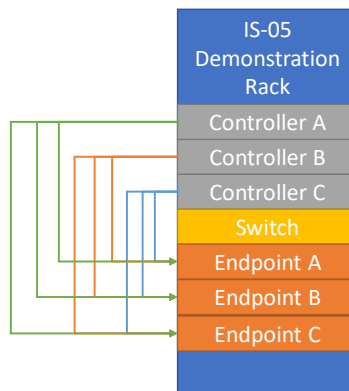 IS-05
Demonstration
Rack
Controller A
Controller B
Controller C
Switch
Endpoint A
Endpoint B
Endpoint C